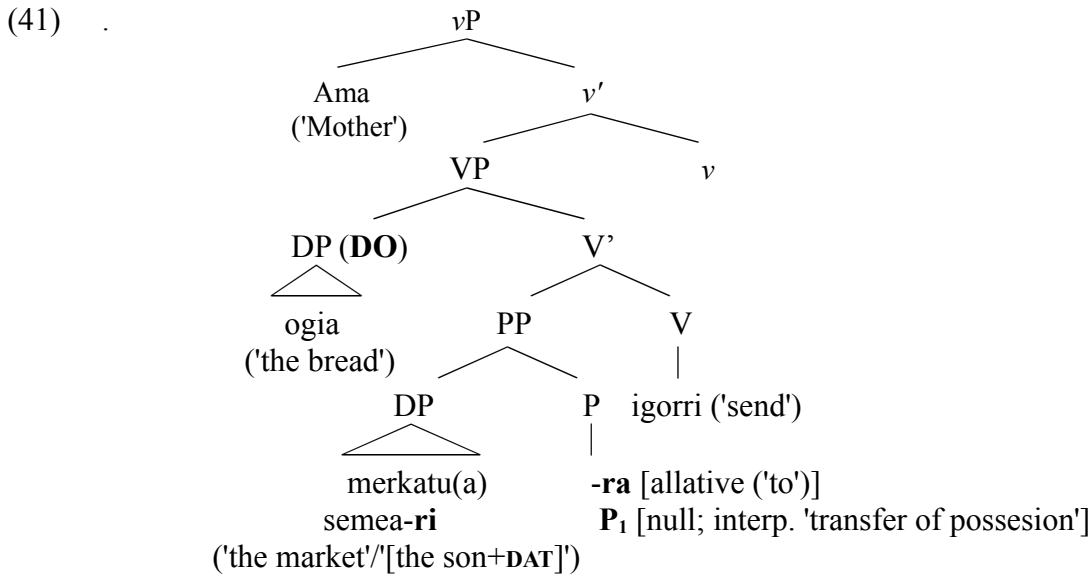 (41) .
vP
Ama v'
('Mother')
VP v
DP (DO) V’
ogia PP V
('the bread')
DP P igorri ('send')
merkatu(a) -ra [allative ('to')]
semea-ri P₁ [null; interp. 'transfer of possesion']
('the market'/'[the son+DAT]')